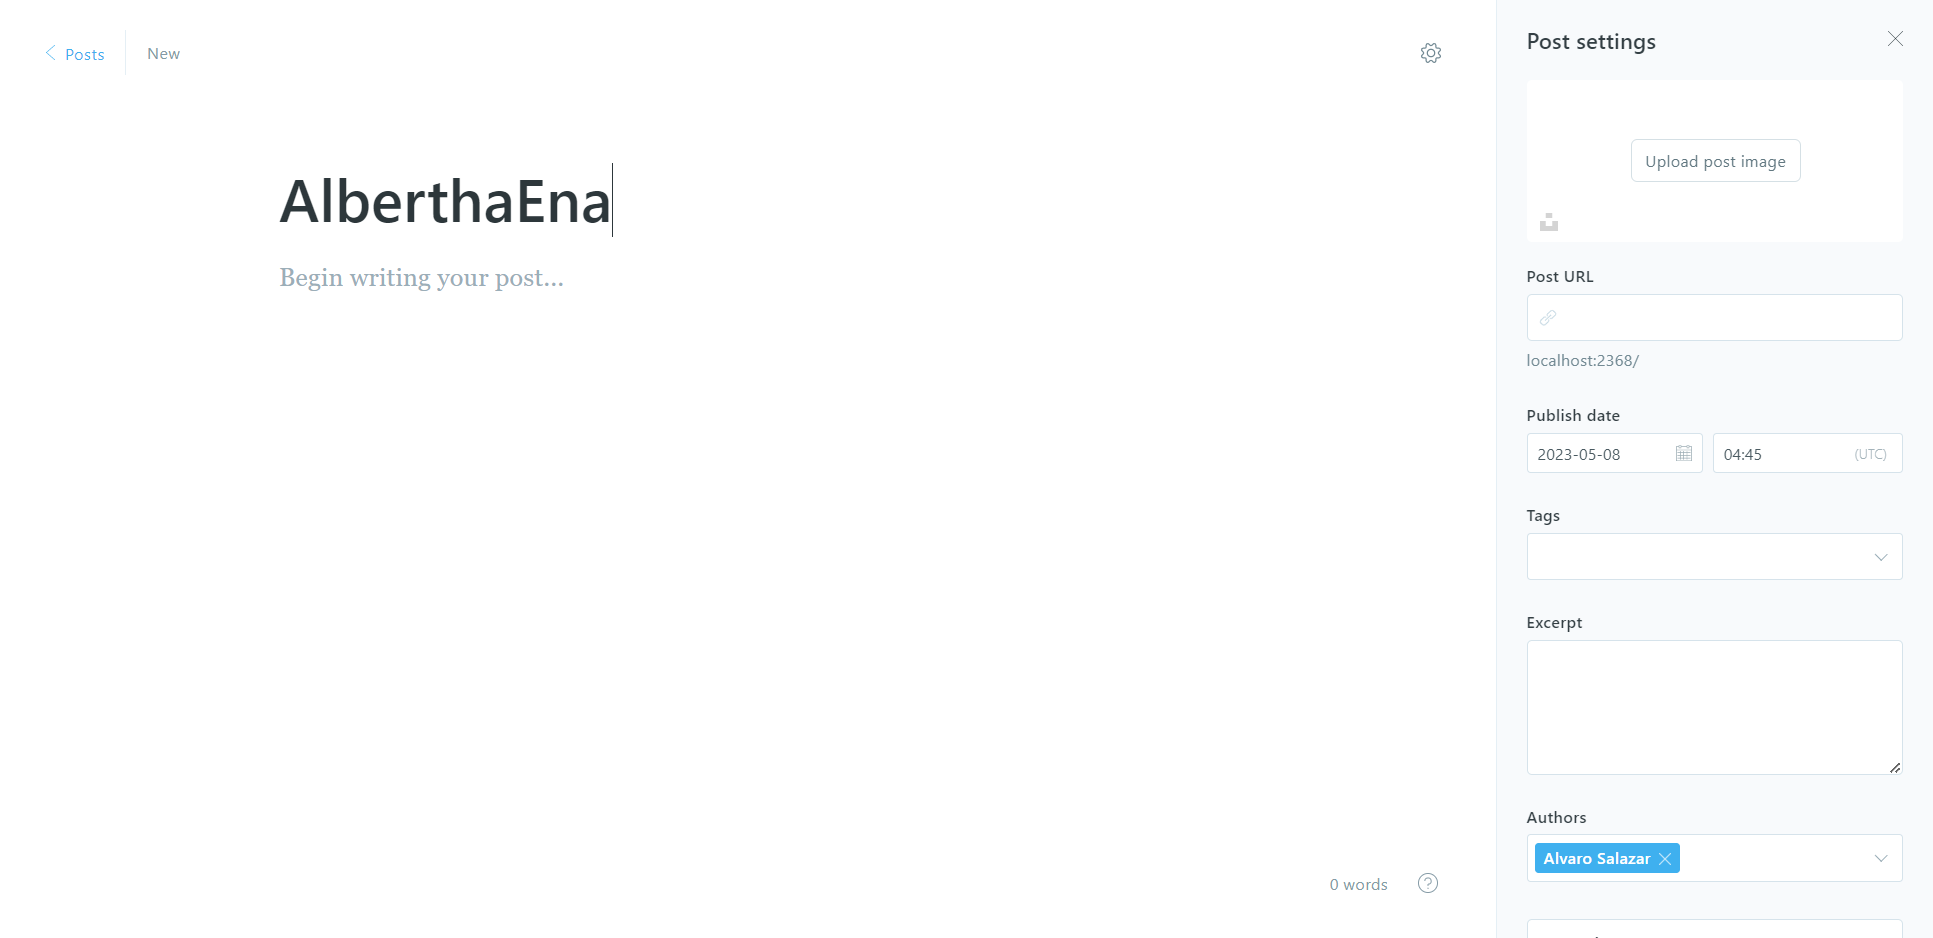 Posts
New
AlberthaEna
Begin writing your post...
0 words
Post settings
Upload post image
Post URL
localhost:2368/
Publish date
2023-05-08
04:45 (UTC)
Tags
Excerpt
Authors
Alvaro Salazar